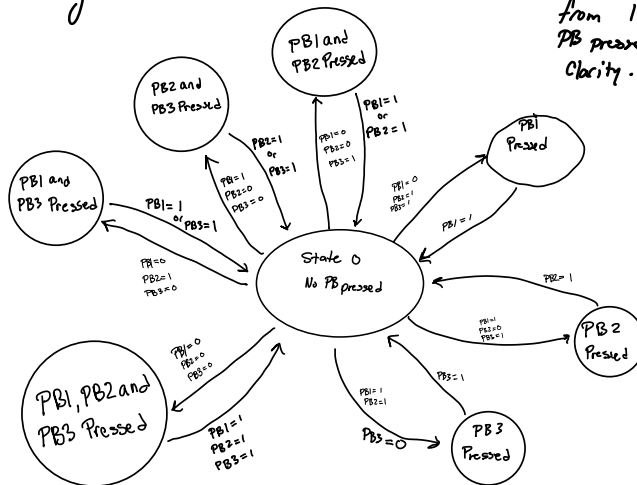 from 1
PB pressed
Clarity.
PB1 and
PB2 Pressed
PB2 and
PB3 Pressed
PB1
Pressed
PB1 and
PB3 Pressed
PB2=1
or
PB3=1
PB1=1
PB2=0
PB3=0
PB1=0
PB2=0
PB3=1
PB1=1
or
PB2=1
PB1=0
PB2=1
PB3=1
PB1=1
PB1=1
or PB3=1
PB1=0
PB2=1
PB3=0
State 0
No PB pressed
PB2=1
PB1=1
PB2=0
PB3=1
PB2
Pressed
PB1=0
PB2=0
PB3=0
PB1, PB2 and
PB3 Pressed
PB1=1
PB2=1
PB3=1
PB1=1
PB2=1
PB3=0
PB3=1
PB3
Pressed